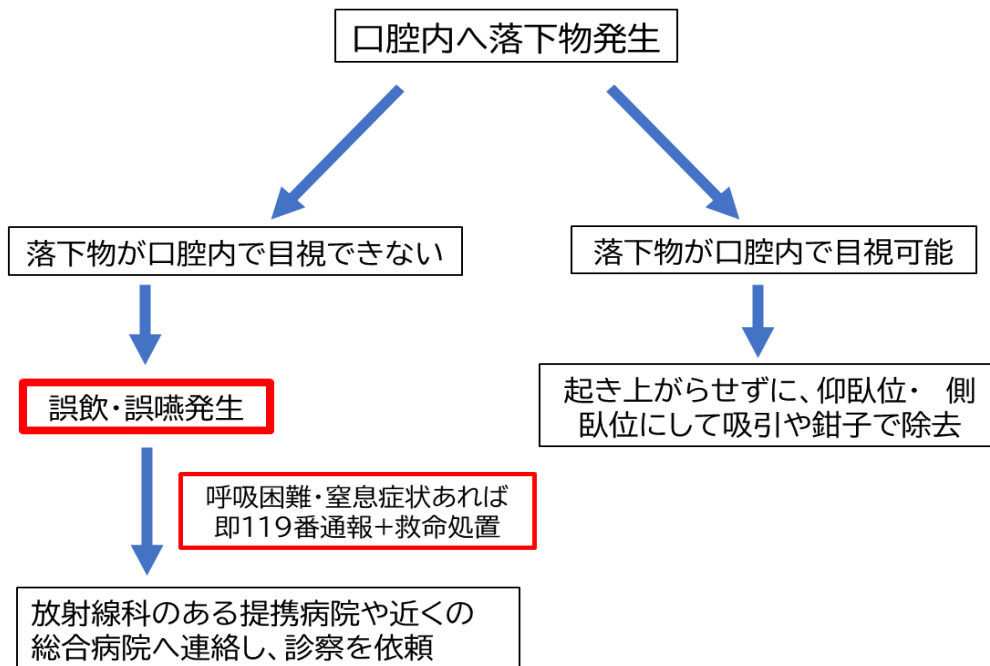 口腔内へ落下物発生
落下物が口腔内で目視できない
落下物が口腔内で目視可能
誤飲・誤嚥発生
起き上がらせずに、仰臥位・　側
臥位にして吸引や鉗子で除去
呼吸困難・窒息症状あれば
即119番通報+救命処置
放射線科のある提携病院や近くの
総合病院へ連絡し、診察を依頼